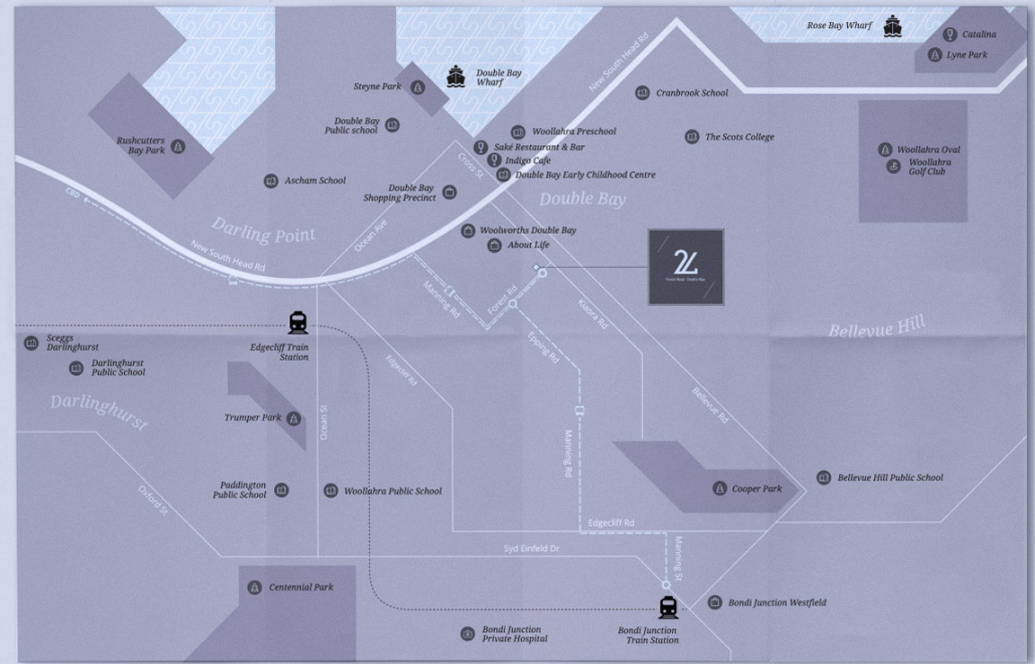 Rose Bay Wharf
Catalina
Lyne Park
Double Bay
Wharf
Steyne Park
New South Head Rd
Cranbrook School
Double Bay
Public school
Woollahra Preschool
The Scots College
Rushcutters
Bay Park
Saké Restaurant & Bar
Indigo Cafe
Double Bay Early Childhood Centre
Woollahra Oval
Woollahra
Golf Club
Cross St
Ascham School
Double Bay
Shopping Precinct
CBD
Double Bay
Darling Point
Ocean Ave
Woolworths Double Bay
About Life
New South Head Rd
Manning Rd
Forest Rd
Kiaora Rd
Bellevue Hill
Edgecliff Train
Station
Sceggs
Darlinghurst
Darlinghurst
Public School
Epping Rd
Edgecliff Rd
Darlinghurst
Trumper Park
Ocean St
Bellevue Rd
Manning Rd
Paddington
Public School
Woollahra Public School
Cooper Park
Bellevue Hill Public School
Oxford St
Edgecliff Rd
Syd Einfeld Dr
Manning St
Centennial Park
Bondi Junction Westfield
Bondi Junction
Private Hospital
Bondi Junction
Train Station